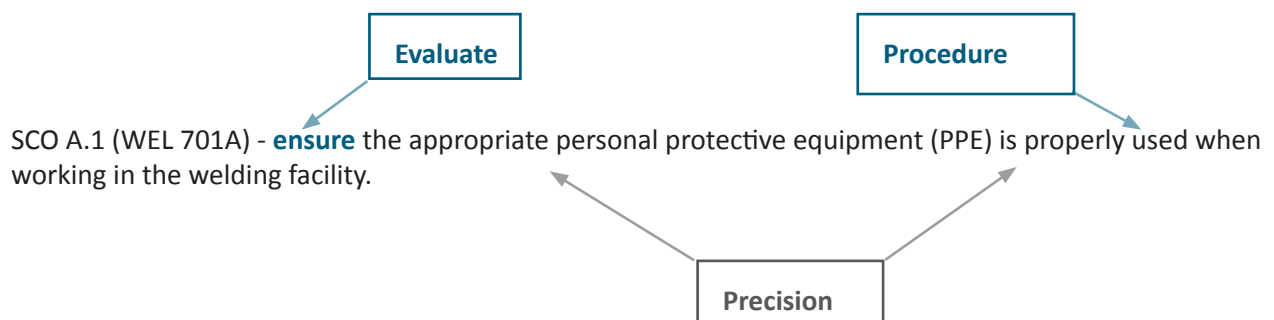 Evaluate
Procedure
SCO A.1 (WEL 701A) - ensure the appropriate personal protective equipment (PPE) is properly used when
working in the welding facility.
Precision